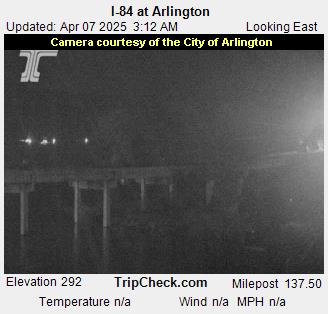 I-84 at Arlington
Updated: Apr 07 2025 3:12 AM Looking East
Camera courtesy of the City of Arlington
Elevation 292 TripCheck.com Milepost 137.50
Temperature n/a Wind n/a MPH n/a